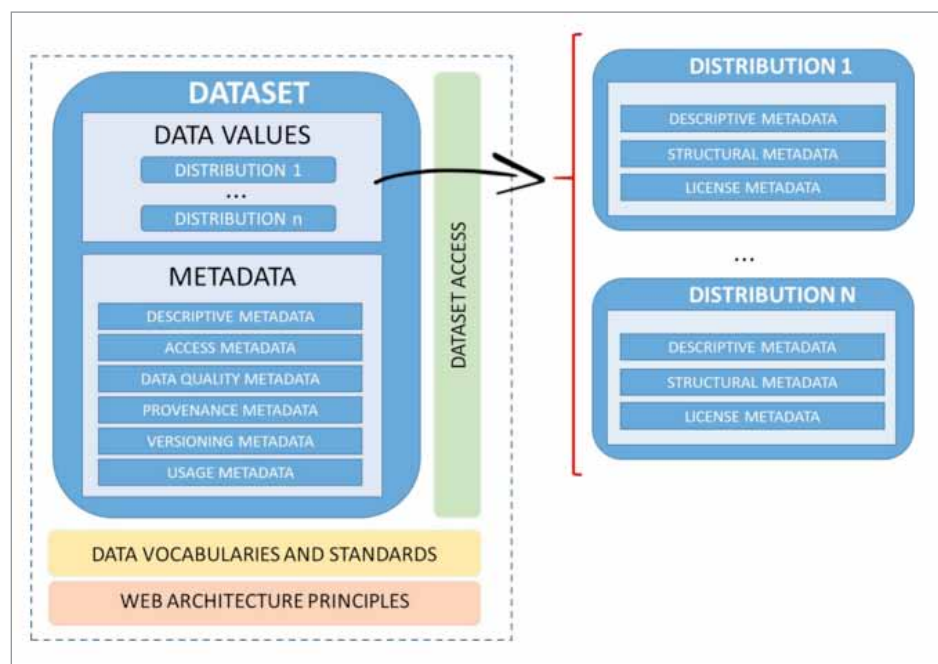 DATASET
DATA VALUES
DISTRIBUTION 1
...
DISTRIBUTION n
METADATA
DESCRIPTIVE METADATA
ACCESS METADATA
DATA QUALITY METADATA
PROVENANCE METADATA
VERSIONING METADATA
USAGE METADATA
DATASET ACCESS
DATA VOCABULARIES AND STANDARDS
WEB ARCHITECTURE PRINCIPLES
DISTRIBUTION 1
DESCRIPTIVE METADATA
STRUCTURAL METADATA
LICENSE METADATA
...
DISTRIBUTION N
DESCRIPTIVE METADATA
STRUCTURAL METADATA
LICENSE METADATA